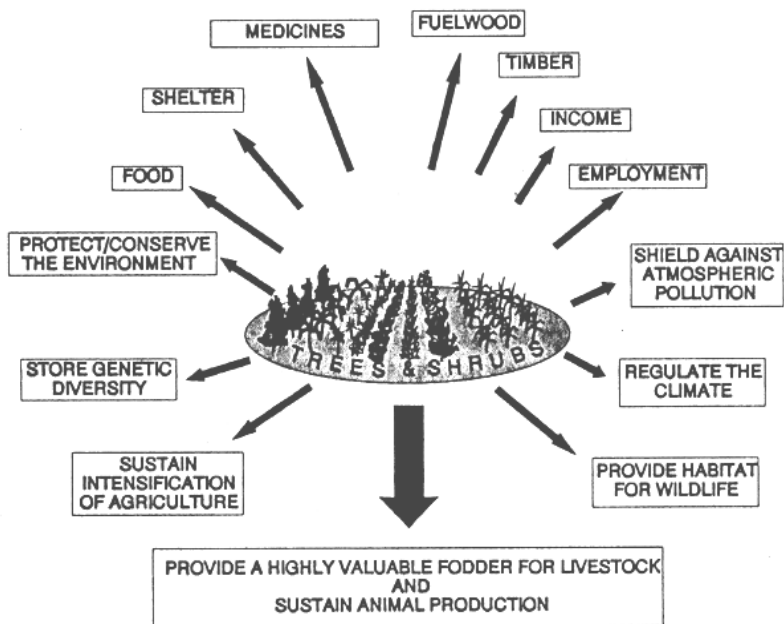 FUELWOOD
MEDICINES
TIMBER
SHELTER
INCOME
FOOD
EMPLOYMENT
PROTECT/CONSERVE
THE ENVIRONMENT
SHIELD AGAINST
ATMOSPHERIC
POLLUTION
TREES & SHRUBS
STORE GENETIC
DIVERSITY
REGULATE THE
CLIMATE
SUSTAIN
INTENSIFICATION
OF AGRICULTURE
PROVIDE HABITAT
FOR WILDLIFE
PROVIDE A HIGHLY VALUABLE FODDER FOR LIVESTOCK
AND
SUSTAIN ANIMAL PRODUCTION